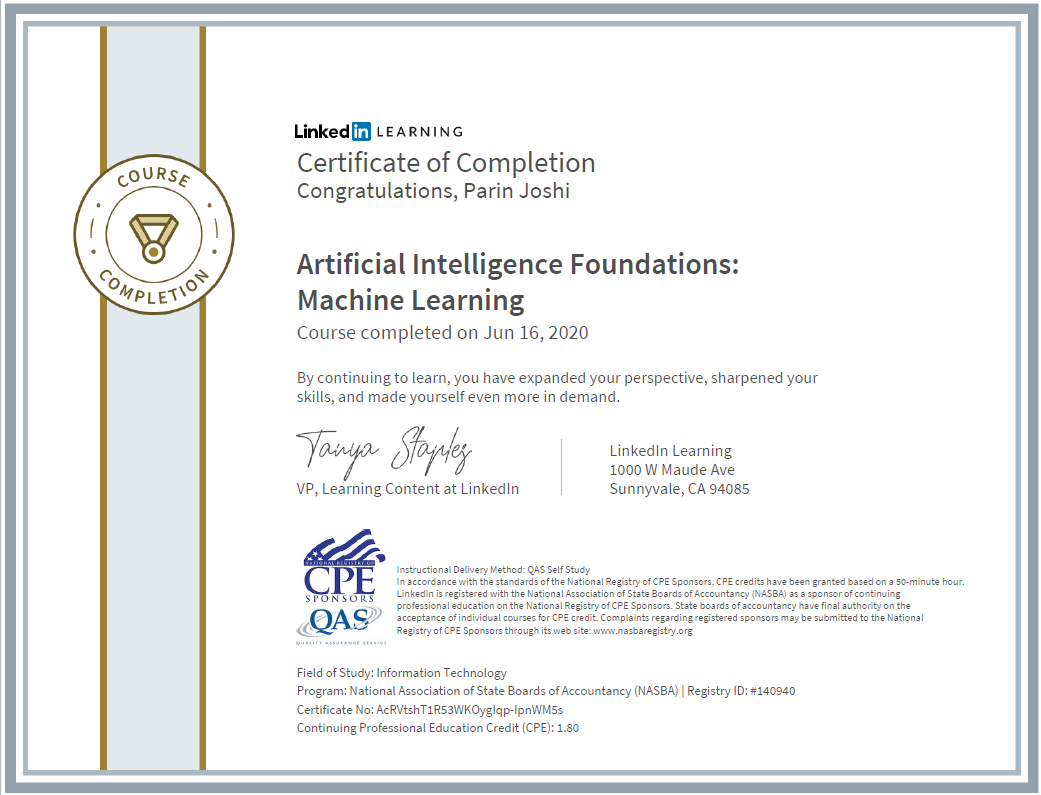 COURSE
COMPLETION
Linked in LEARNING
Certificate of Completion
Congratulations, Parin Joshi
Artificial Intelligence Foundations:
Machine Learning
Course completed on Jun 16, 2020
By continuing to learn, you have expanded your perspective, sharpened your
skills, and made yourself even more in demand.
Tanya Staples
VP, Learning Content at LinkedIn
LinkedIn Learning
1000 W Maude Ave
Sunnyvale, CA 94085
NATIONAL REGISTRY OF
CPE
SPONSORS
QAS
QUALITY ASSURANCE SERVICE
Instructional Delivery Method: QAS Self Study
In accordance with the standards of the National Registry of CPE Sponsors, CPE credits have been granted based on a 50-minute hour.
LinkedIn is registered with the National Association of State Boards of Accountancy (NASBA) as a sponsor of continuing
professional education on the National Registry of CPE Sponsors. State boards of accountancy have final authority on the
acceptance of individual courses for CPE credit. Complaints regarding registered sponsors may be submitted to the National
Registry of CPE Sponsors through its web site: www.nasbaregistry.org
Field of Study: Information Technology
Program: National Association of State Boards of Accountancy (NASBA) | Registry ID: #140940
Certificate No: AcRVtshT1R53WKOygIqp-IpnWM5s
Continuing Professional Education Credit (CPE): 1.80